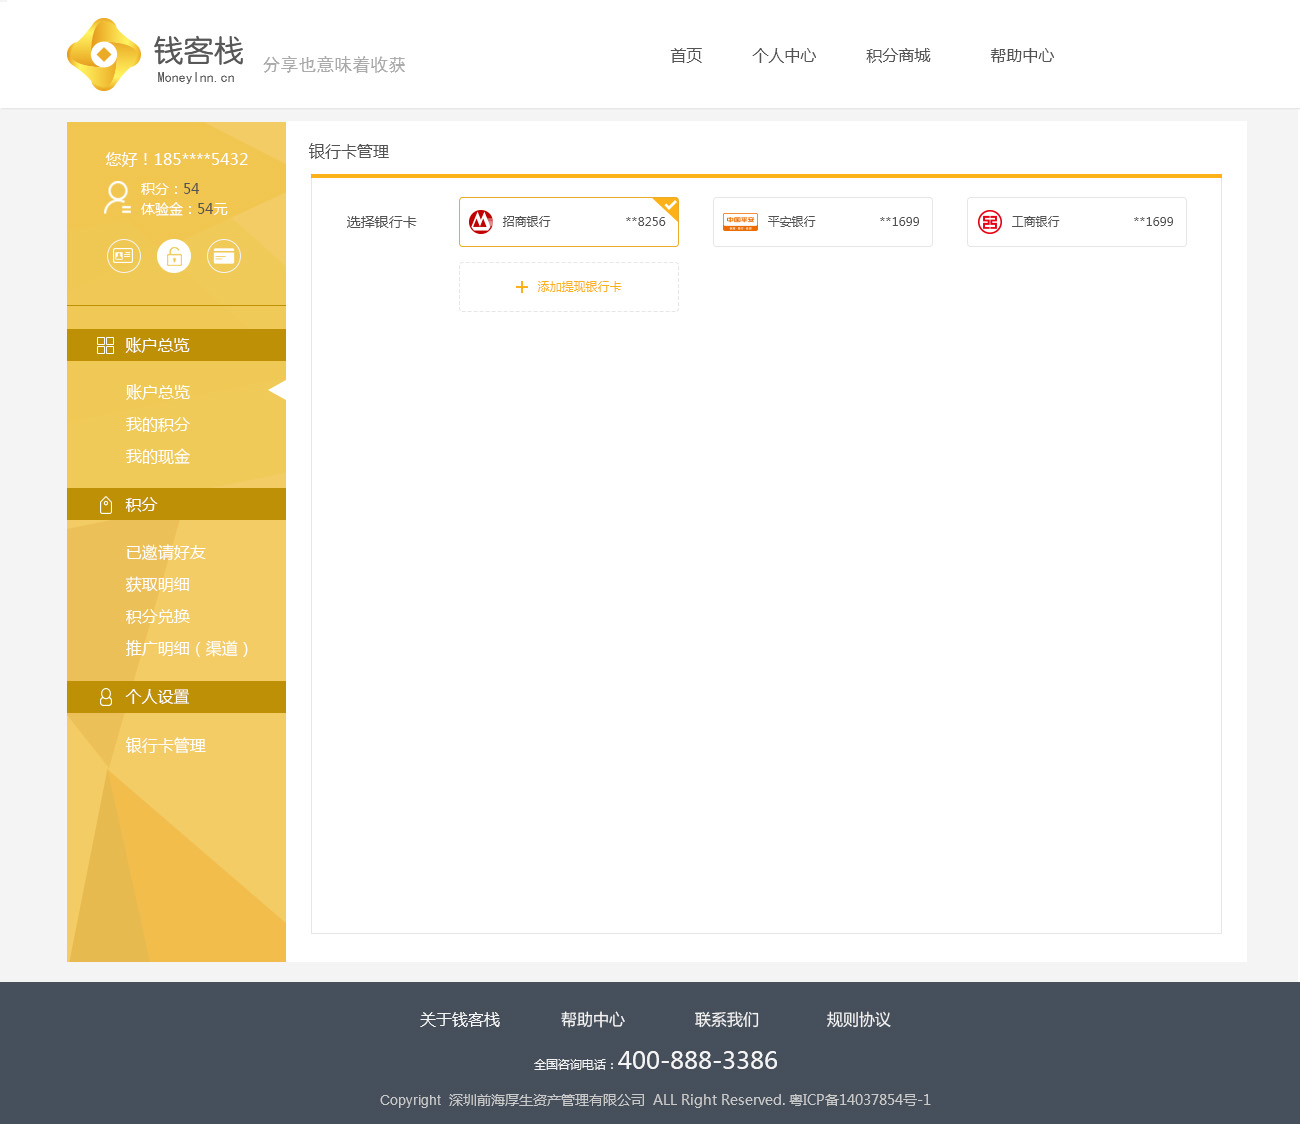 钱客栈
MoneyInn.cn
分享也意味着收获
首页 个人中心 积分商城 帮助中心
您好！185****5432
积分：54
体验金：54元
账户总览
账户总览
我的积分
我的现金
积分
已邀请好友
获取明细
积分兑换
推广明细（渠道）
个人设置
银行卡管理
银行卡管理
选择银行卡
招商银行 **8256
中国平安
平安银行 **1699
工商银行 **1699
添加提现银行卡
关于钱客栈 帮助中心 联系我们 规则协议
全国咨询电话：400-888-3386
Copyright 深圳前海厚生资产管理有限公司 ALL Right Reserved. 粤ICP备14037854号-1